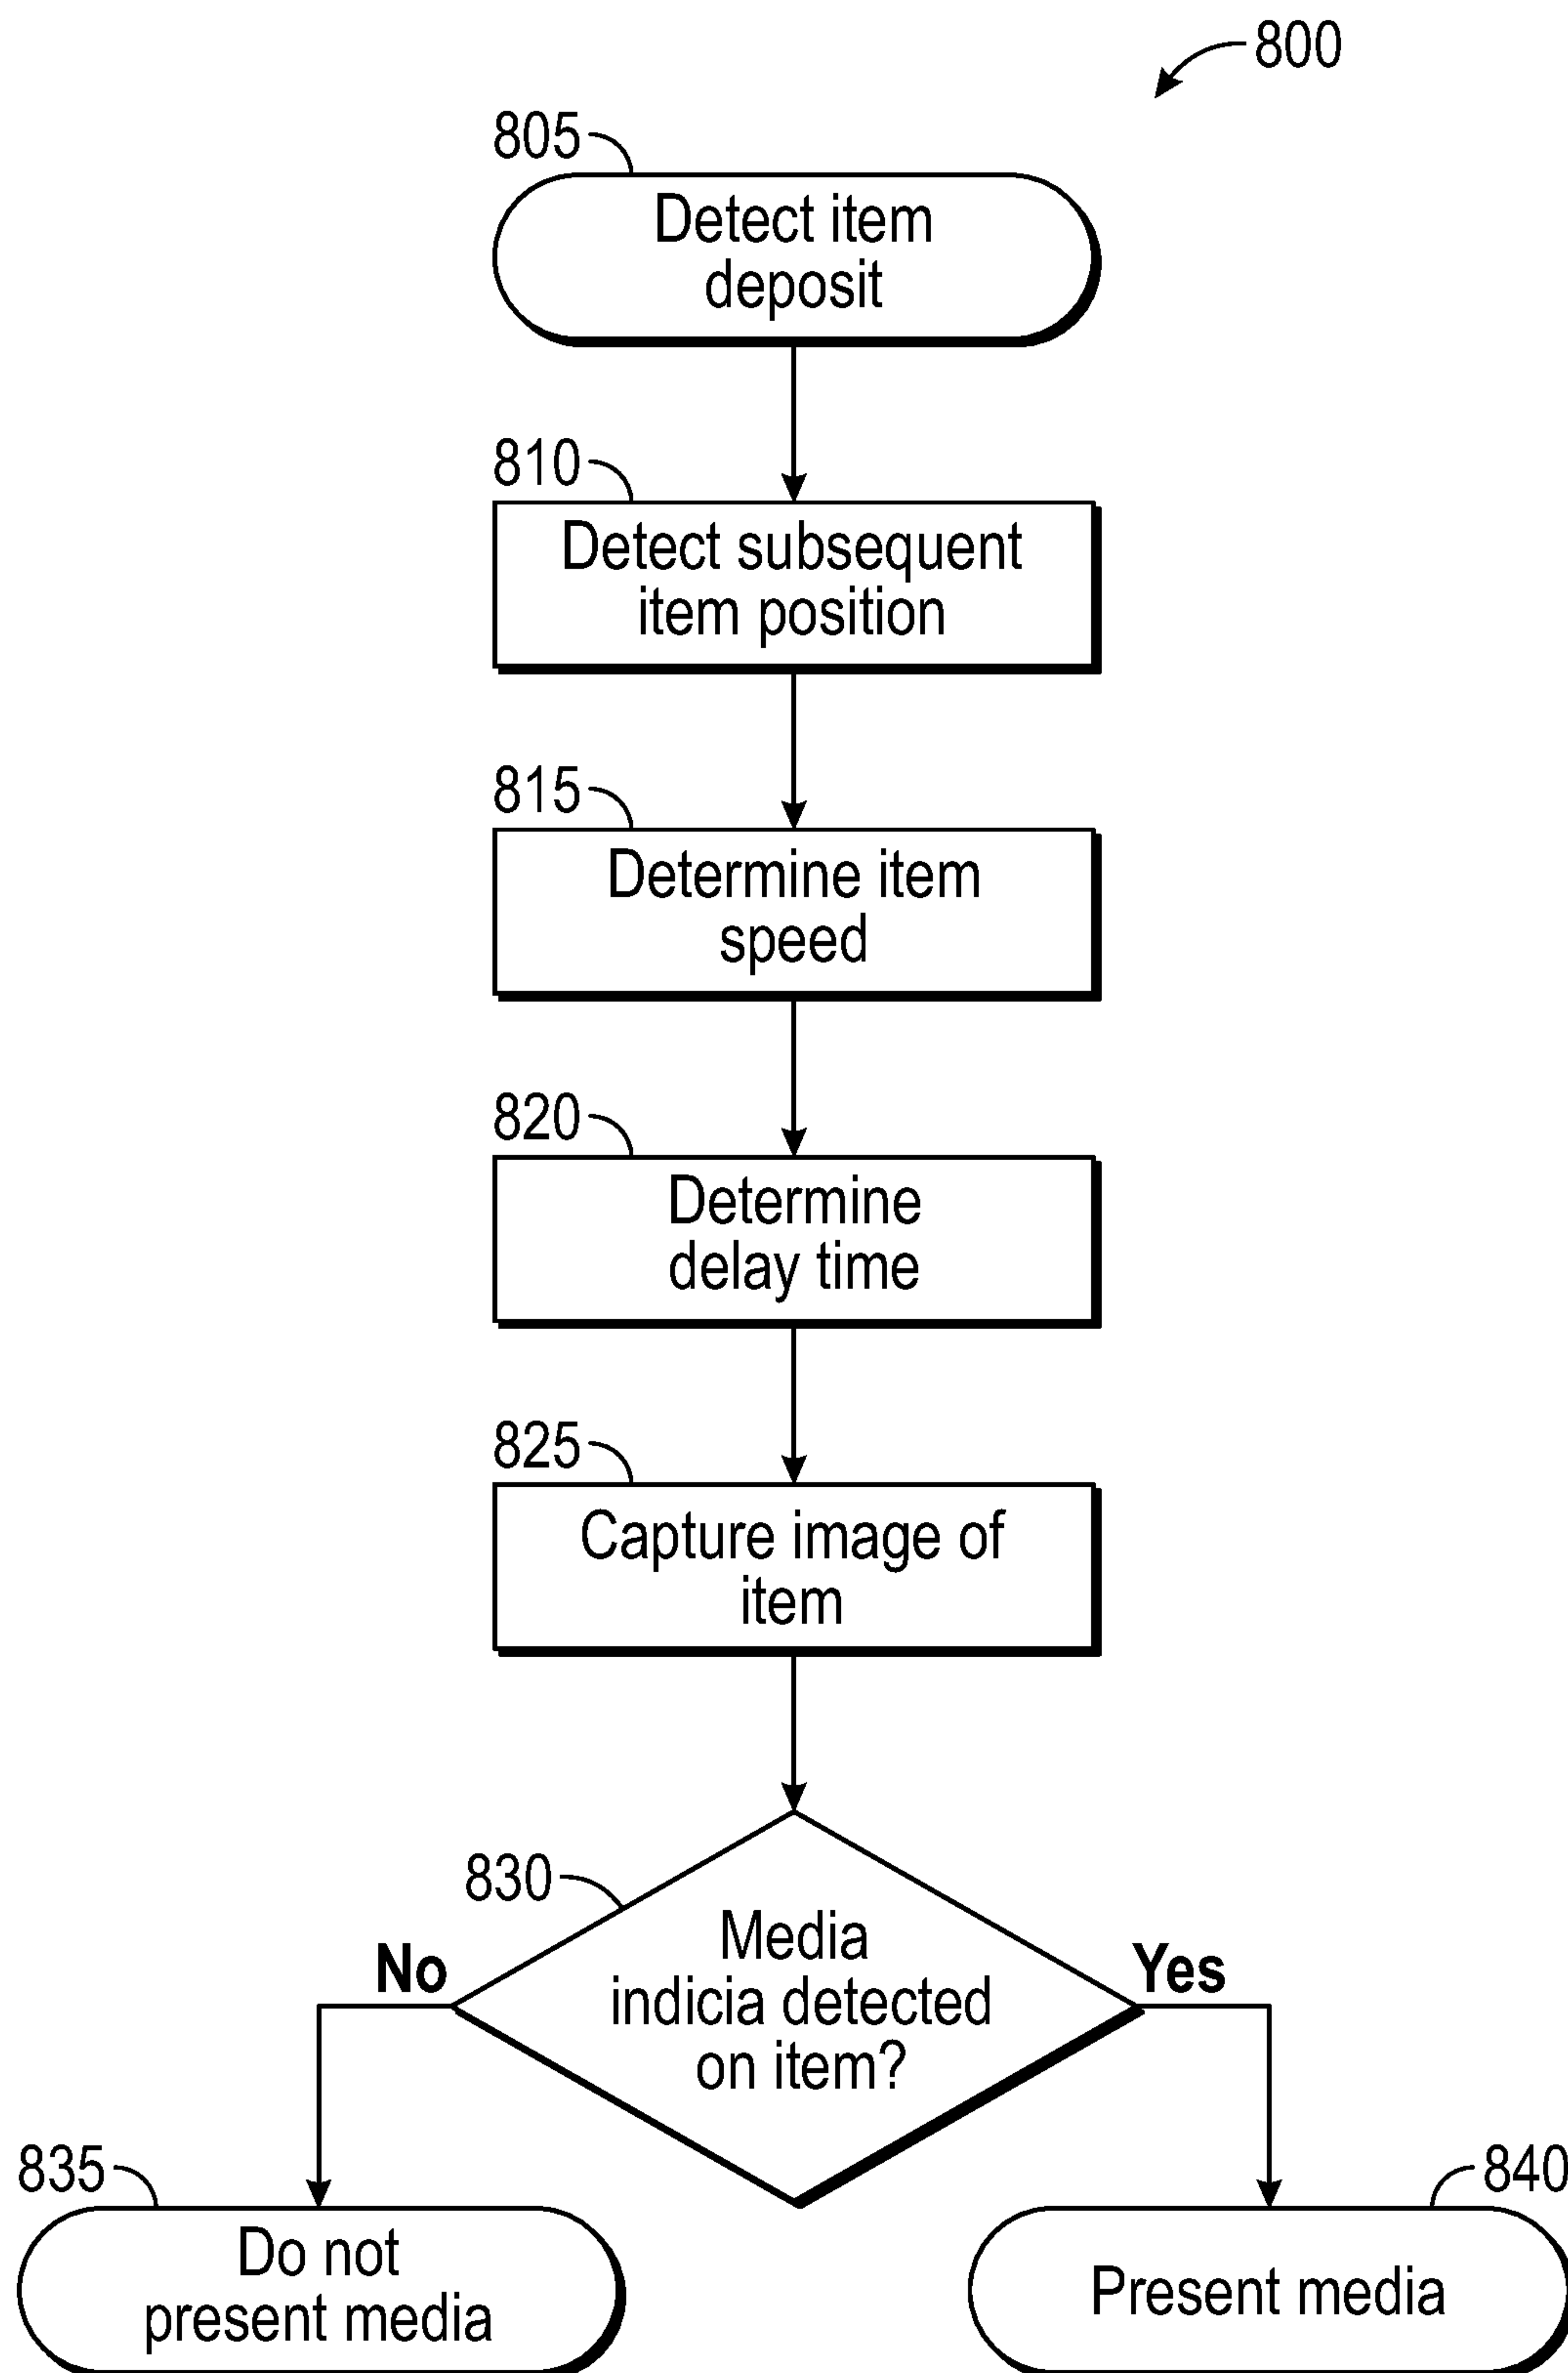 800
805
Detect item
deposit
810
Detect subsequent
item position
815
Determine item
speed
820
Determine
delay time
825
Capture image of
item
830
Media
indicia detected
on item?
No
Yes
835
Do not
present media
840
Present media